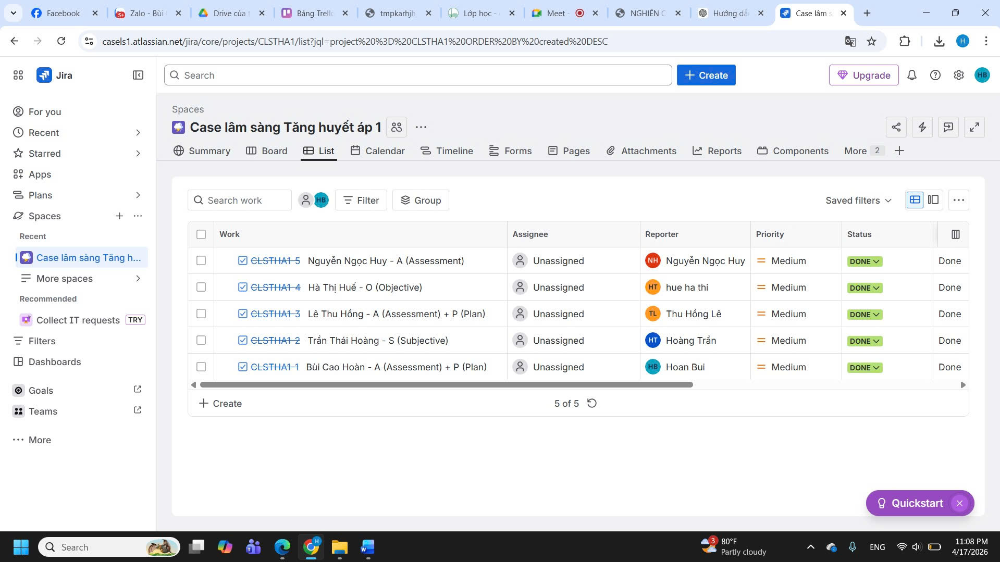 Facebook
Zalo - Bùi
Drive của t
Bảng Trello
tmpkarhjh
Lớp học -
Meet -
NGHIÊN C
Hướng dẫ
Case lâm s
casels1.atlassian.net/jira/core/projects/CLSTHA1/list?jql=project%20%3D%20CLSTHA1%20ORDER%20BY%20created%20DESC
H
Jira
Search
Create
Upgrade
HB
For you
Recent
Starred
Apps
Plans
Spaces
Recent
Case lâm sàng Tăng h...
More spaces
Recommended
Collect IT requests TRY
Filters
Dashboards
Goals
Teams
More
Spaces
Case lâm sàng Tăng huyết áp 1
Summary Board List Calendar Timeline Forms Pages Attachments Reports Components More 2
Search work HB Filter Group Saved filters
Work Assignee Reporter Priority Status
CLSTHA1-5 Nguyễn Ngọc Huy - A (Assessment) Unassigned NH Nguyễn Ngọc Huy Medium DONE Done
CLSTHA1-4 Hà Thị Huế - O (Objective) Unassigned HT hue ha thi Medium DONE Done
CLSTHA1-3 Lê Thu Hồng - A (Assessment) + P (Plan) Unassigned TL Thu Hồng Lê Medium DONE Done
CLSTHA1-2 Trần Thái Hoàng - S (Subjective) Unassigned HT Hoàng Trần Medium DONE Done
CLSTHA1-1 Bùi Cao Hoàn - A (Assessment) + P (Plan) Unassigned HB Hoan Bui Medium DONE Done
Create
5 of 5
Quickstart
Search
H
3
80°F
Partly cloudy
ENG
11:08 PM
4/17/2026